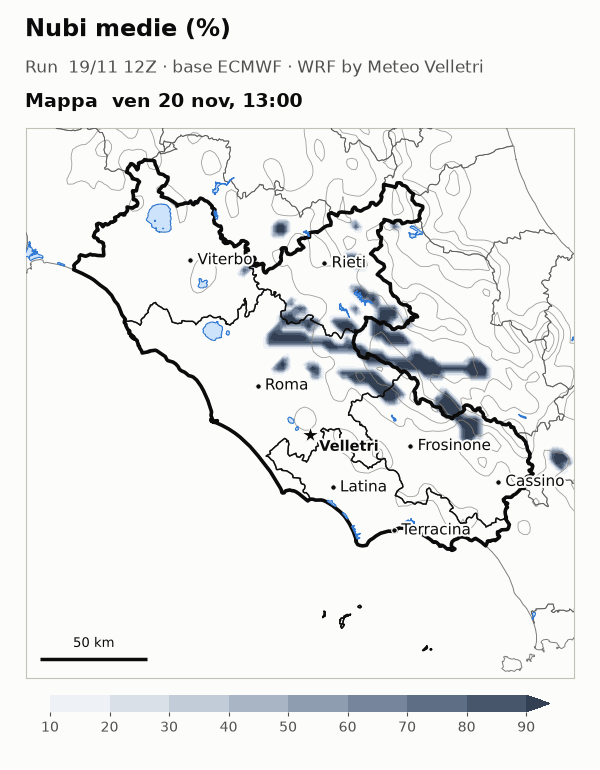 Nubi medie (%)
Run 19/11 12Z · base ECMWF · WRF by Meteo Velletri
Mappa ven 20 nov, 13:00
Viterbo
Rieti
Roma
Velletri
Frosinone
Latina
Cassino
Terracina
50 km
10 20 30 40 50 60 70 80 90